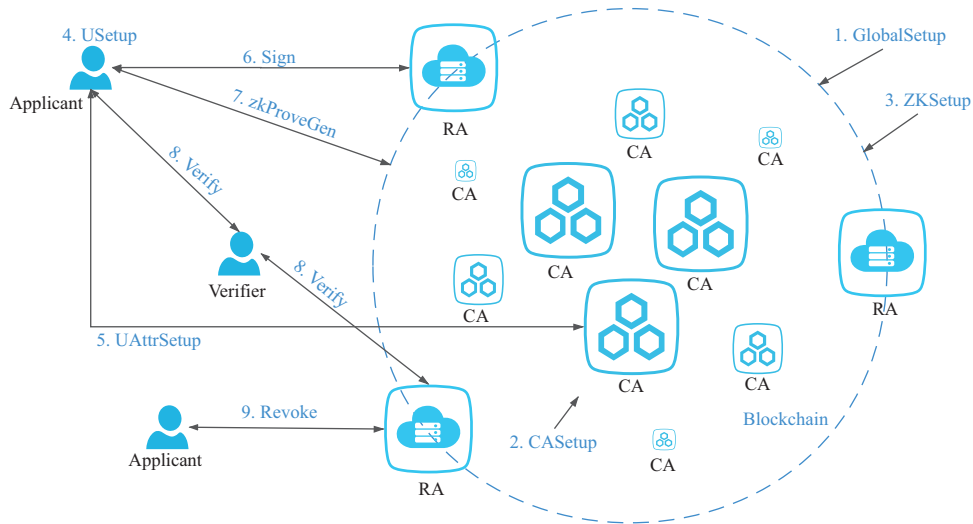 4. USetup
1. GlobalSetup
6. Sign
Applicant
7. zkProveGen
RA
3. ZKSetup
CA
CA
CA
8. Verify
CA
CA
Verifier
8. Verify
CA
RA
5. UAttrSetup
CA
CA
9. Revoke
Blockchain
2. CASetup
Applicant
CA
RA